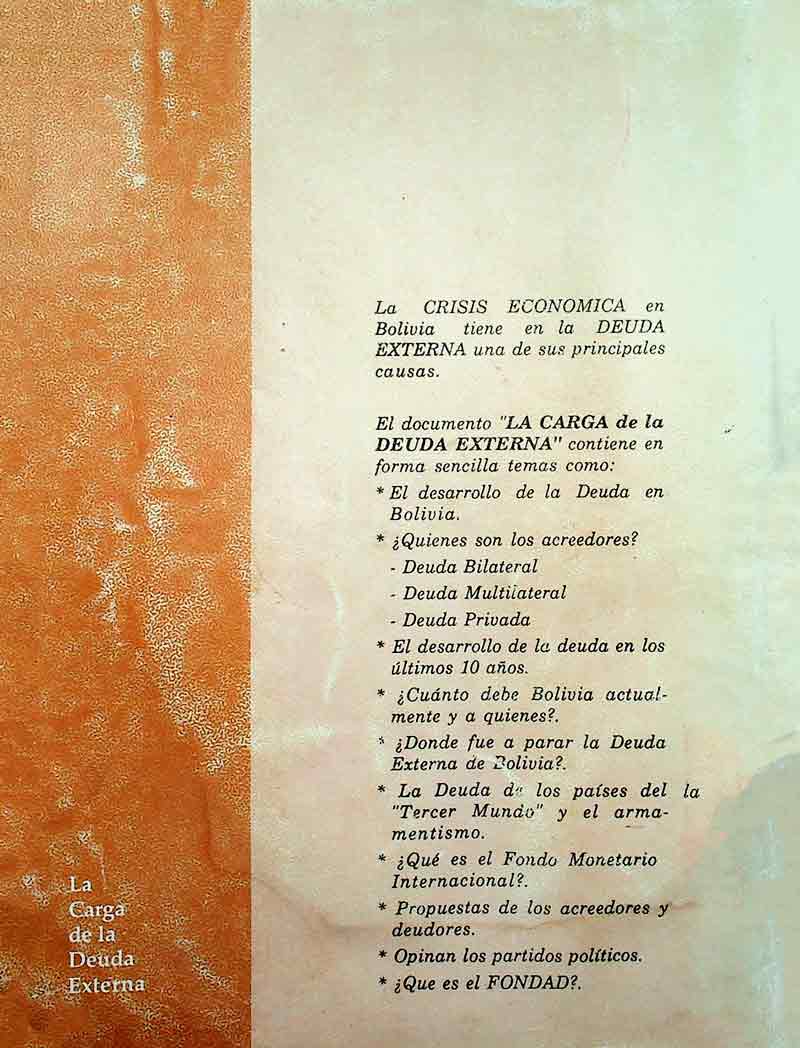 La CRISIS ECONOMICA en
Bolivia tiene en la DEUDA
EXTERNA una de sus principales
causas.
El documento "LA CARGA de la
DEUDA EXTERNA" contiene en
forma sencilla temas como:
* El desarrollo de la Deuda en
Bolivia.
* ¿Quienes son los acreedores?
- Deuda Bilateral
- Deuda Multilateral
- Deuda Privada
* El desarrollo de la deuda en los
últimos 10 años.
* ¿Cuánto debe Bolivia actual-
mente y a quienes?.
* ¿Donde fue a parar la Deuda
Externa de Bolivia?.
* La Deuda de los países del la
"Tercer Mundo" y el arma-
mentismo.
* ¿Qué es el Fondo Monetario
Internacional?.
* Propuestas de los acreedores y
deudores.
* Opinan los partidos políticos.
* ¿Que es el FONDAD?.
La
Carga
de la
Deuda
Externa